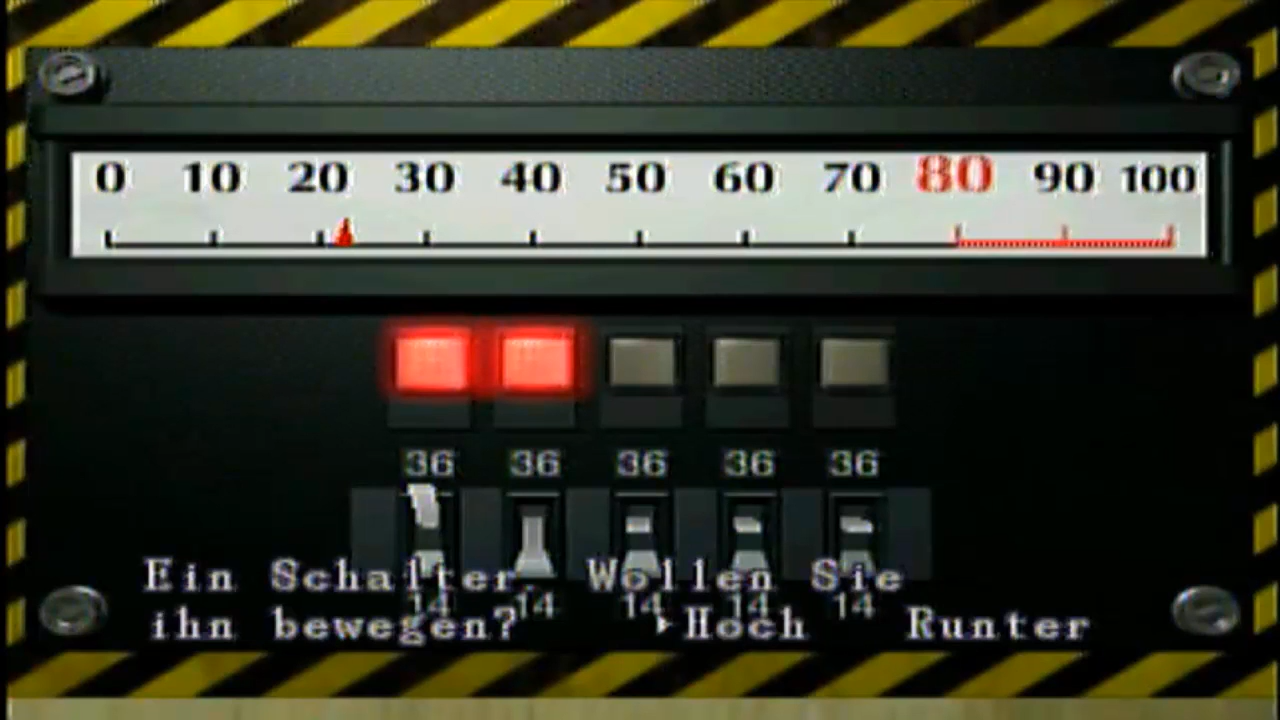 0 10 20 30 40 50 60 70 80 90 100
36 36 36 36 36
14 14 14 14 14
Ein Schalter. Wollen Sie
ihn bewegen? Hoch Runter